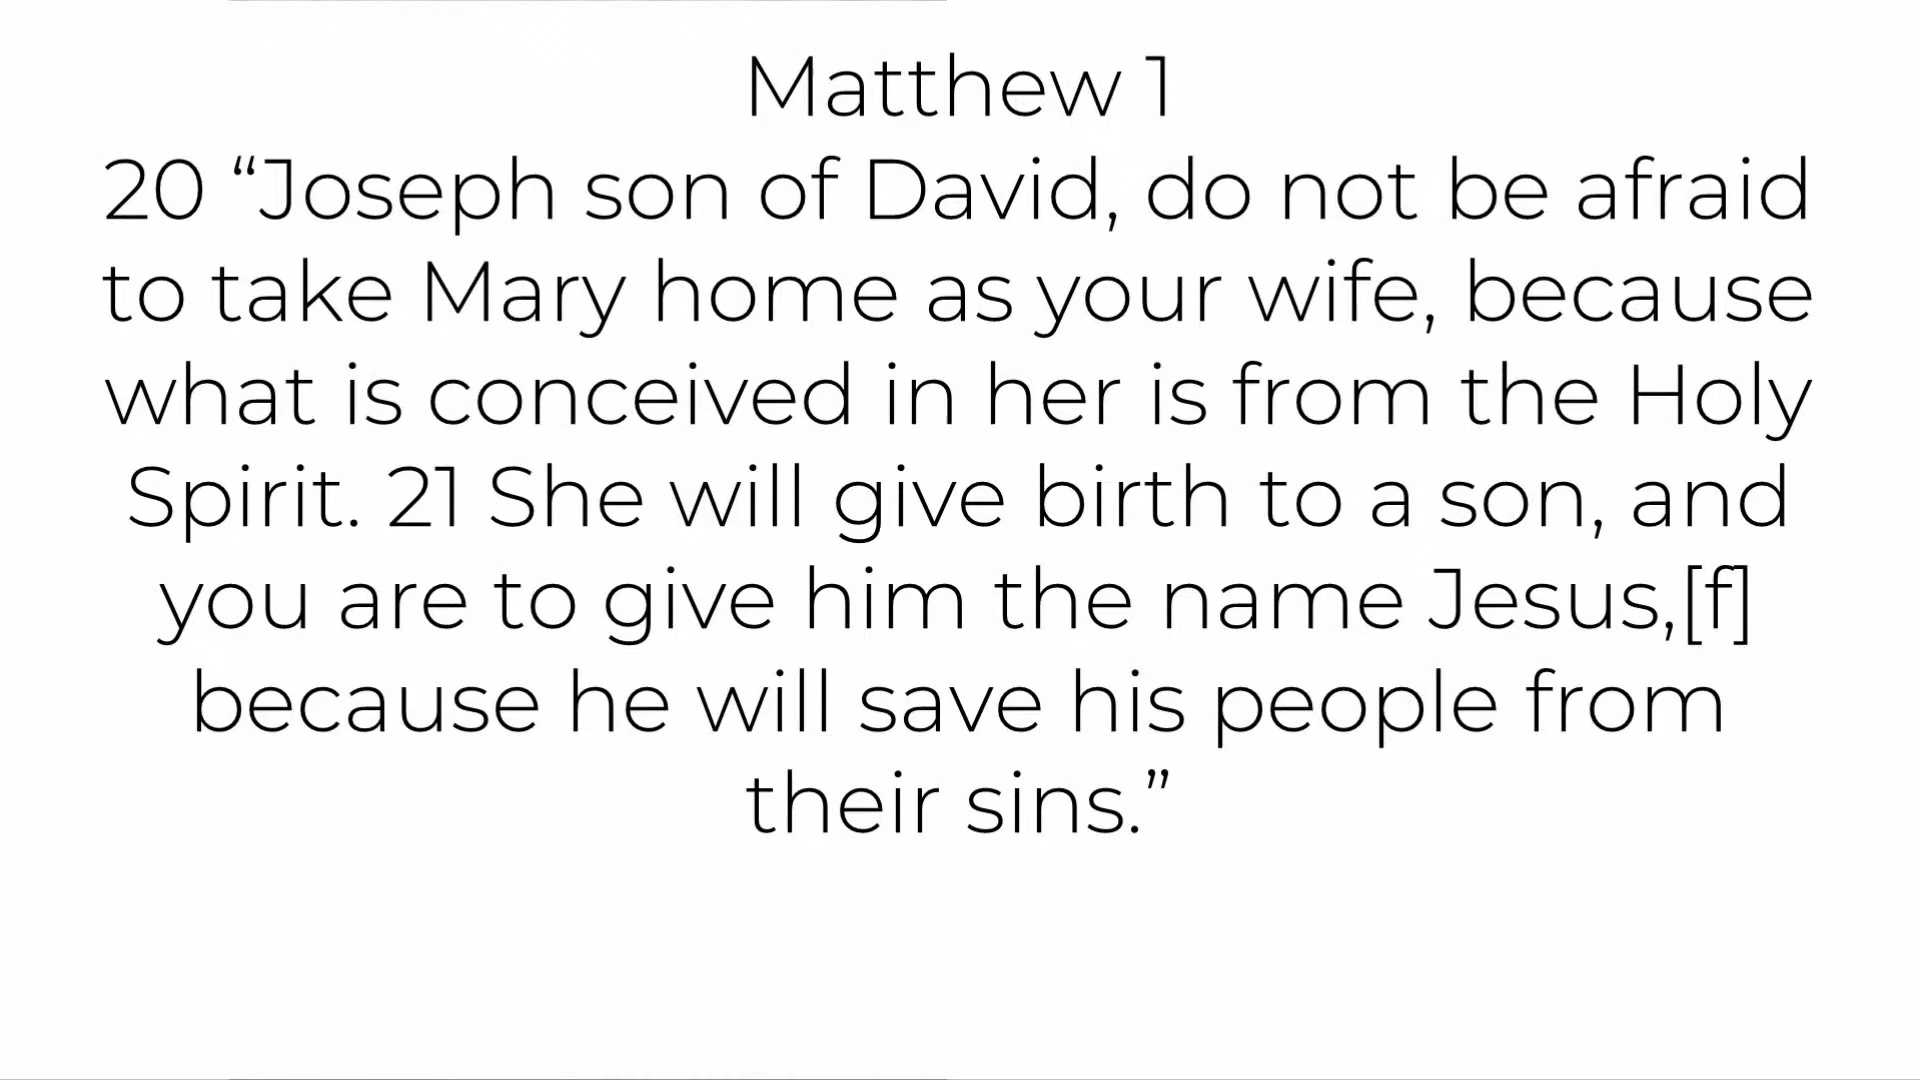 Matthew 1
20 “Joseph son of David, do not be afraid
to take Mary home as your wife, because
what is conceived in her is from the Holy
Spirit. 21 She will give birth to a son, and
you are to give him the name Jesus,[f]
because he will save his people from
their sins.”